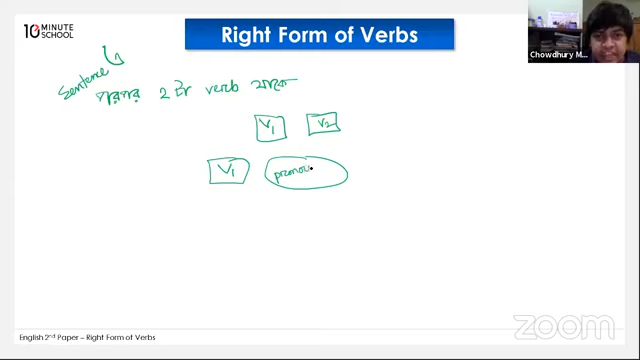 10 MINUTE SCHOOL
Right Form of Verbs
Chowdhury M...
Sentence
পরপর 2 টা verb থাকে
V1 V2
V1 pronou
English 2nd Paper – Right Form of Verbs
zoom